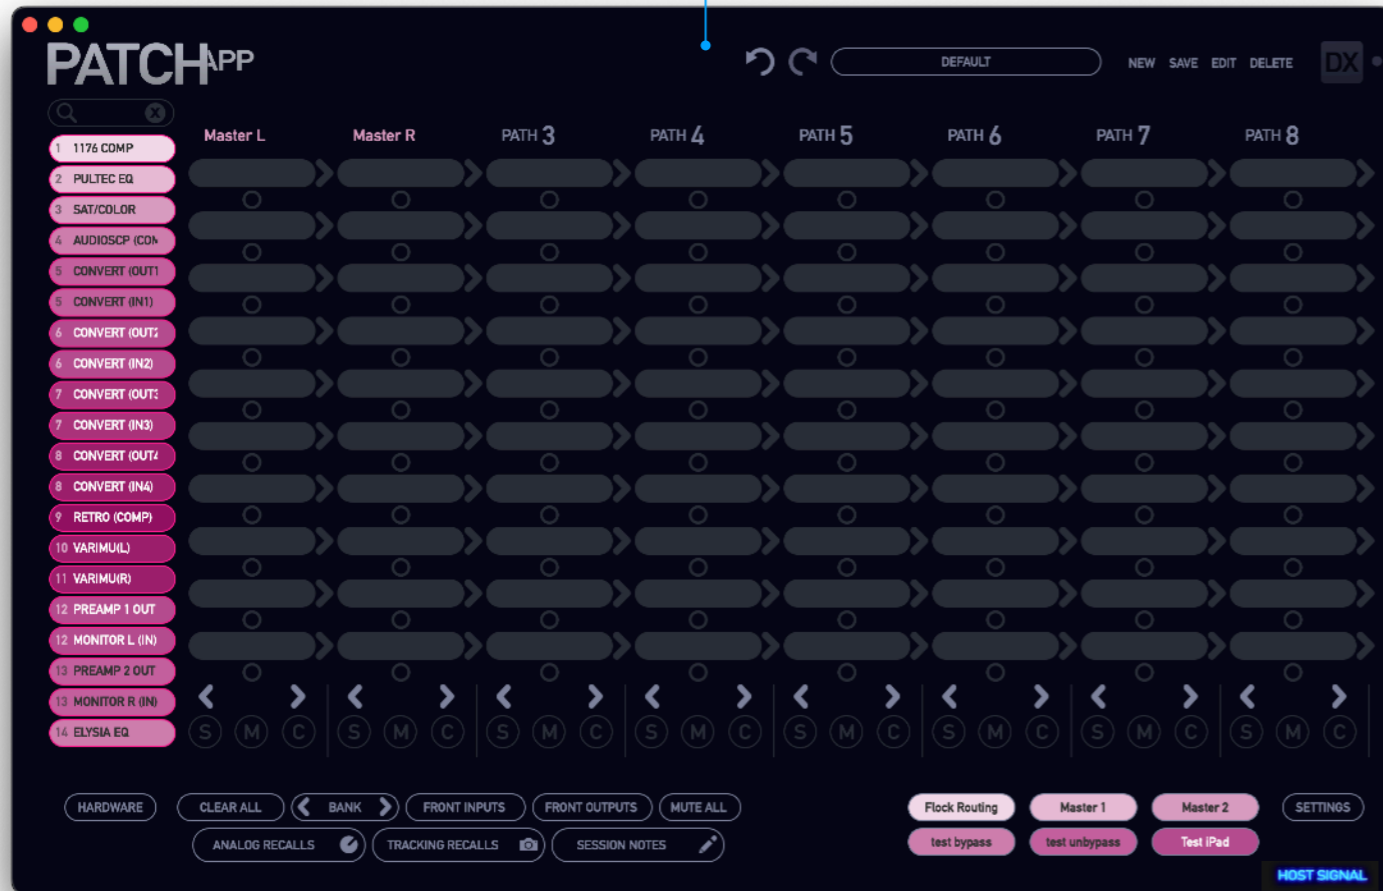 PATCHAPP
DEFAULT
NEW SAVE EDIT DELETE
DX
Master L Master R PATH 3 PATH 4 PATH 5 PATH 6 PATH 7 PATH 8
1 1176 COMP
2 PULTEC EQ
3 SAT/COLOR
4 AUDIOSCP (COM
5 CONVERT (OUT1
5 CONVERT (IN1)
6 CONVERT (OUT2
6 CONVERT (IN2)
7 CONVERT (OUT3
7 CONVERT (IN3)
8 CONVERT (OUT4
8 CONVERT (IN4)
9 RETRO (COMP)
10 VARIMU(L)
11 VARIMU(R)
12 PREAMP 1 OUT
12 MONITOR L (IN)
13 PREAMP 2 OUT
13 MONITOR R (IN)
14 ELYSIA EQ
S M C S M C S M C S M C S M C S M C S M C S M C
HARDWARE CLEAR ALL BANK FRONT INPUTS FRONT OUTPUTS MUTE ALL Flock Routing Master 1 Master 2 SETTINGS
ANALOG RECALLS TRACKING RECALLS SESSION NOTES test bypass test unbypass Test iPad
HOST SIGNAL